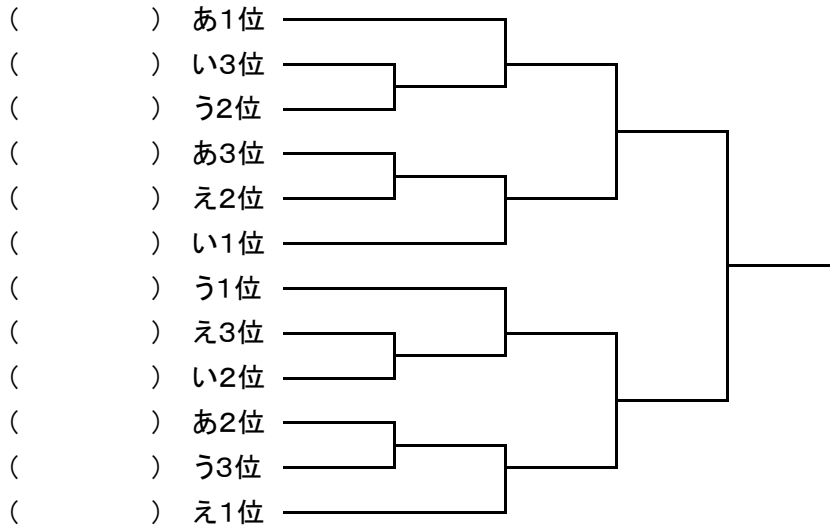 (　　　　) あ1位
(　　　　) い3位
(　　　　) う2位
(　　　　) あ3位
(　　　　) え2位
(　　　　) い1位
(　　　　) う1位
(　　　　) え3位
(　　　　) い2位
(　　　　) あ2位
(　　　　) う3位
(　　　　) え1位